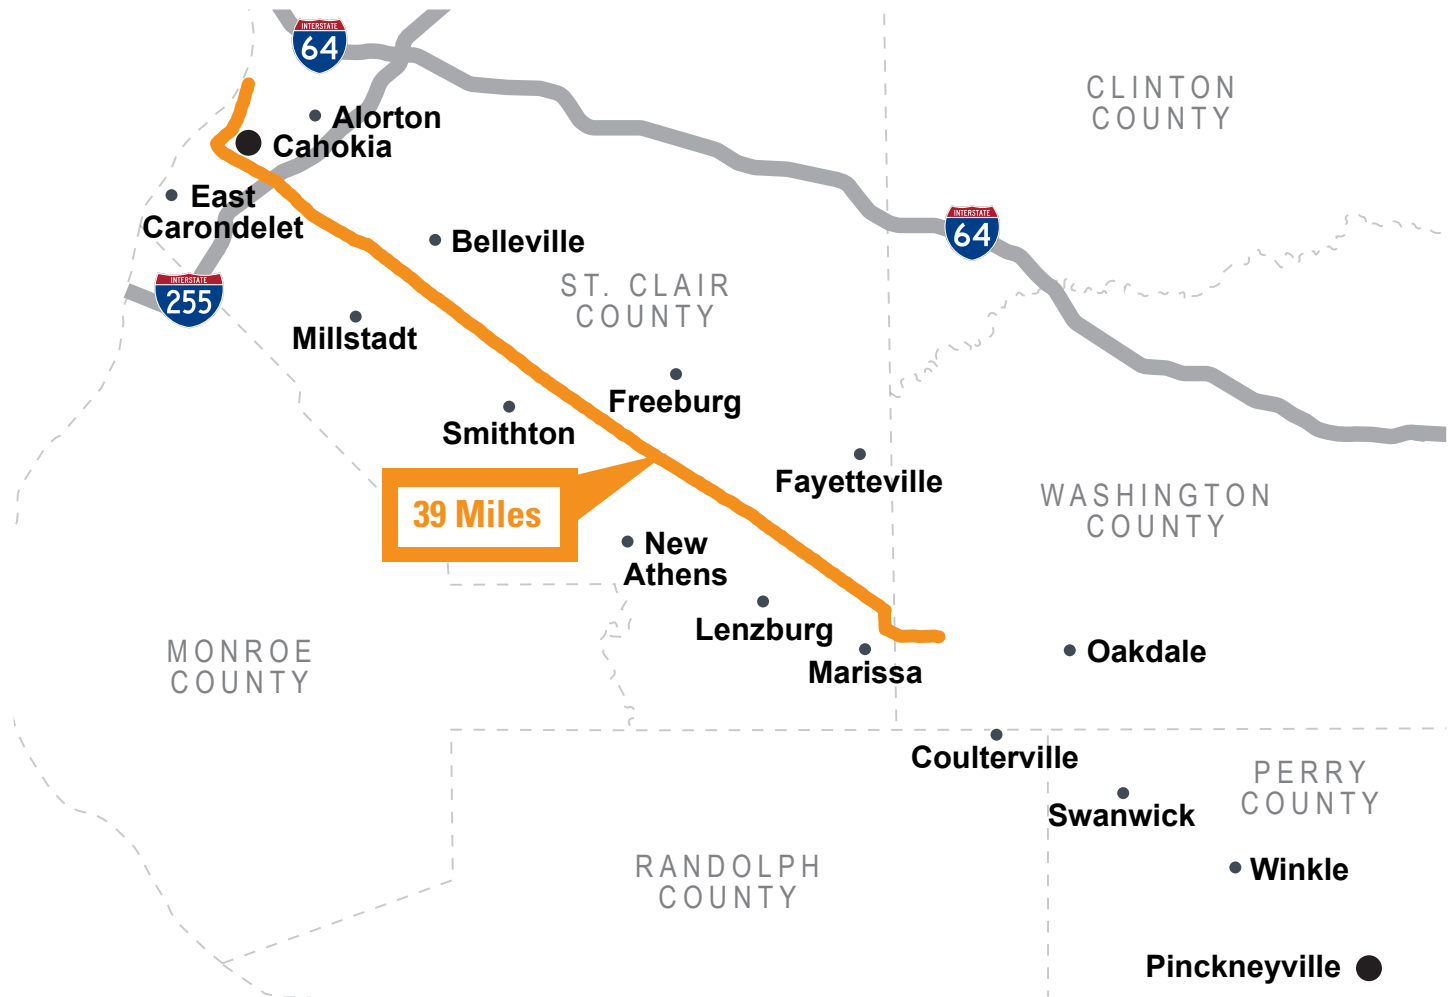 INTERSTATE
64
CLINTON
COUNTY
Alorton
Cahokia
East
Carondelet
INTERSTATE
64
Belleville
INTERSTATE
255
ST. CLAIR
COUNTY
Millstadt
Freeburg
Smithton
Fayetteville
WASHINGTON
COUNTY
39 Miles
New
Athens
Lenzburg
MONROE
COUNTY
Marissa
Oakdale
Coulterville
PERRY
COUNTY
Swanwick
RANDOLPH
COUNTY
Winkle
Pinckneyville